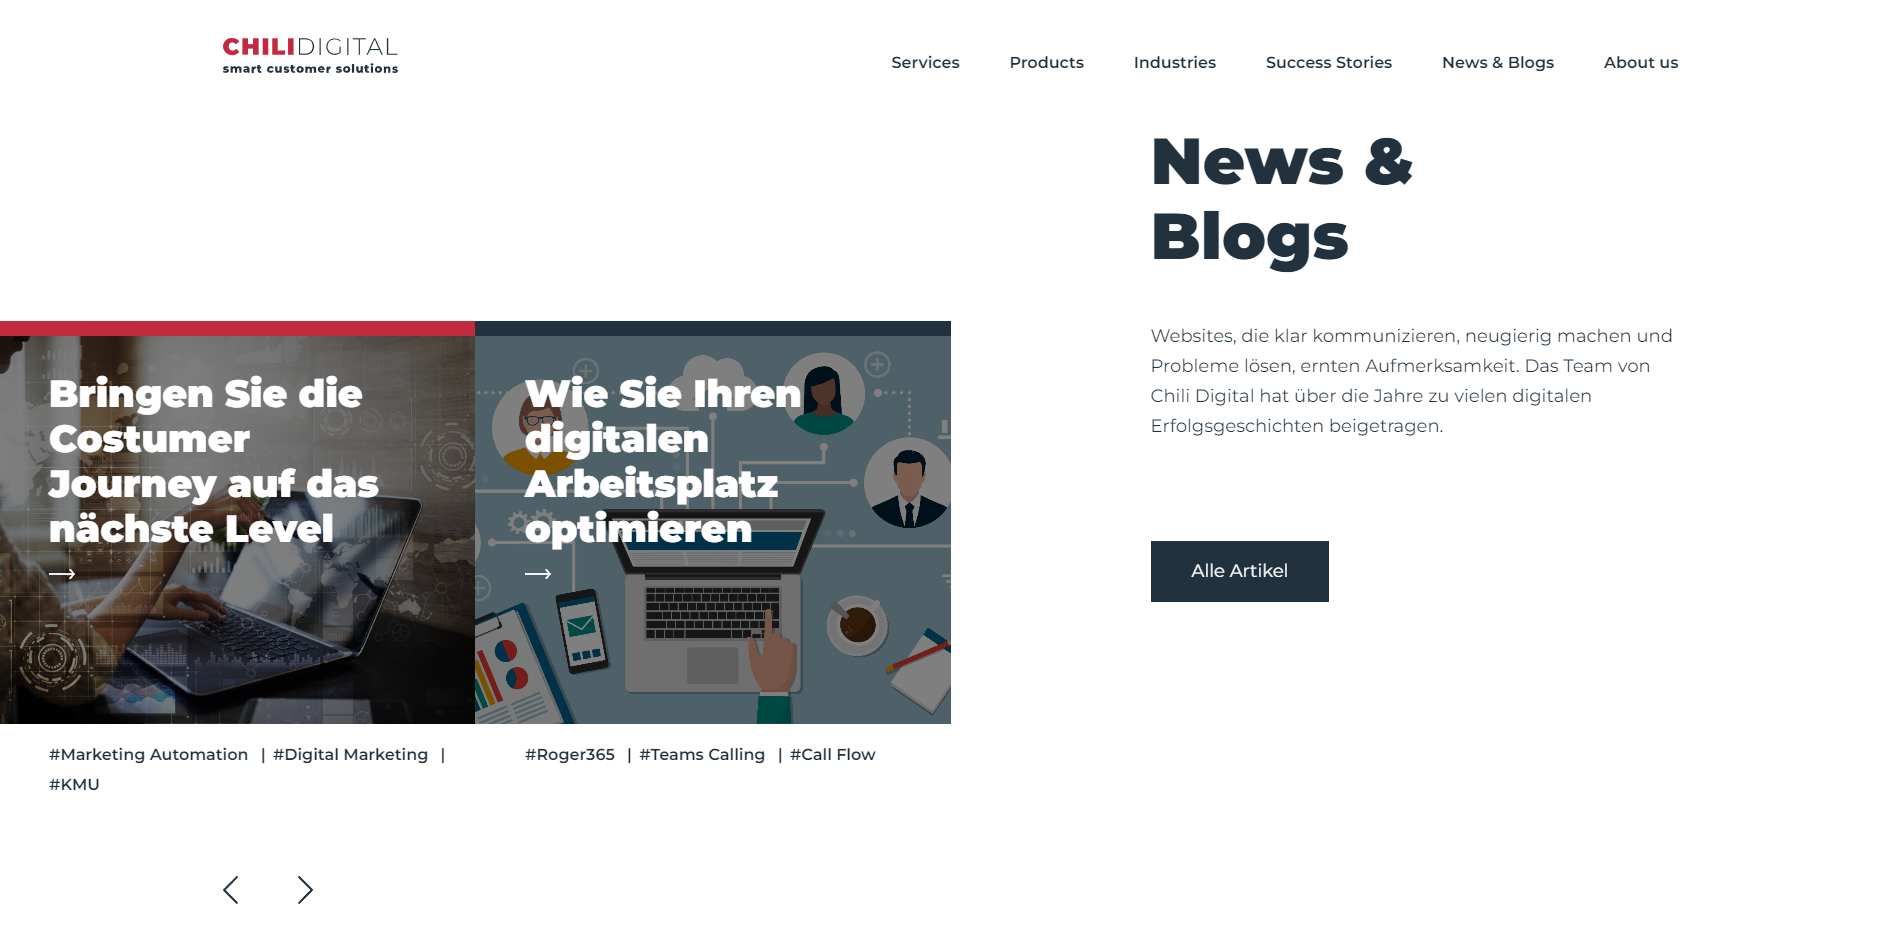 CHILIDIGITAL
smart customer solutions
Services Products Industries Success Stories News & Blogs About us
News &
Blogs
Websites, die klar kommunizieren, neugierig machen und
Probleme lösen, ernten Aufmerksamkeit. Das Team von
Chili Digital hat über die Jahre zu vielen digitalen
Erfolgsgeschichten beigetragen.
Alle Artikel
Bringen Sie die
Costumer
Journey auf das
nächste Level
#Marketing Automation | #Digital Marketing |
#KMU
Wie Sie Ihren
digitalen
Arbeitsplatz
optimieren
#Roger365 | #Teams Calling | #Call Flow